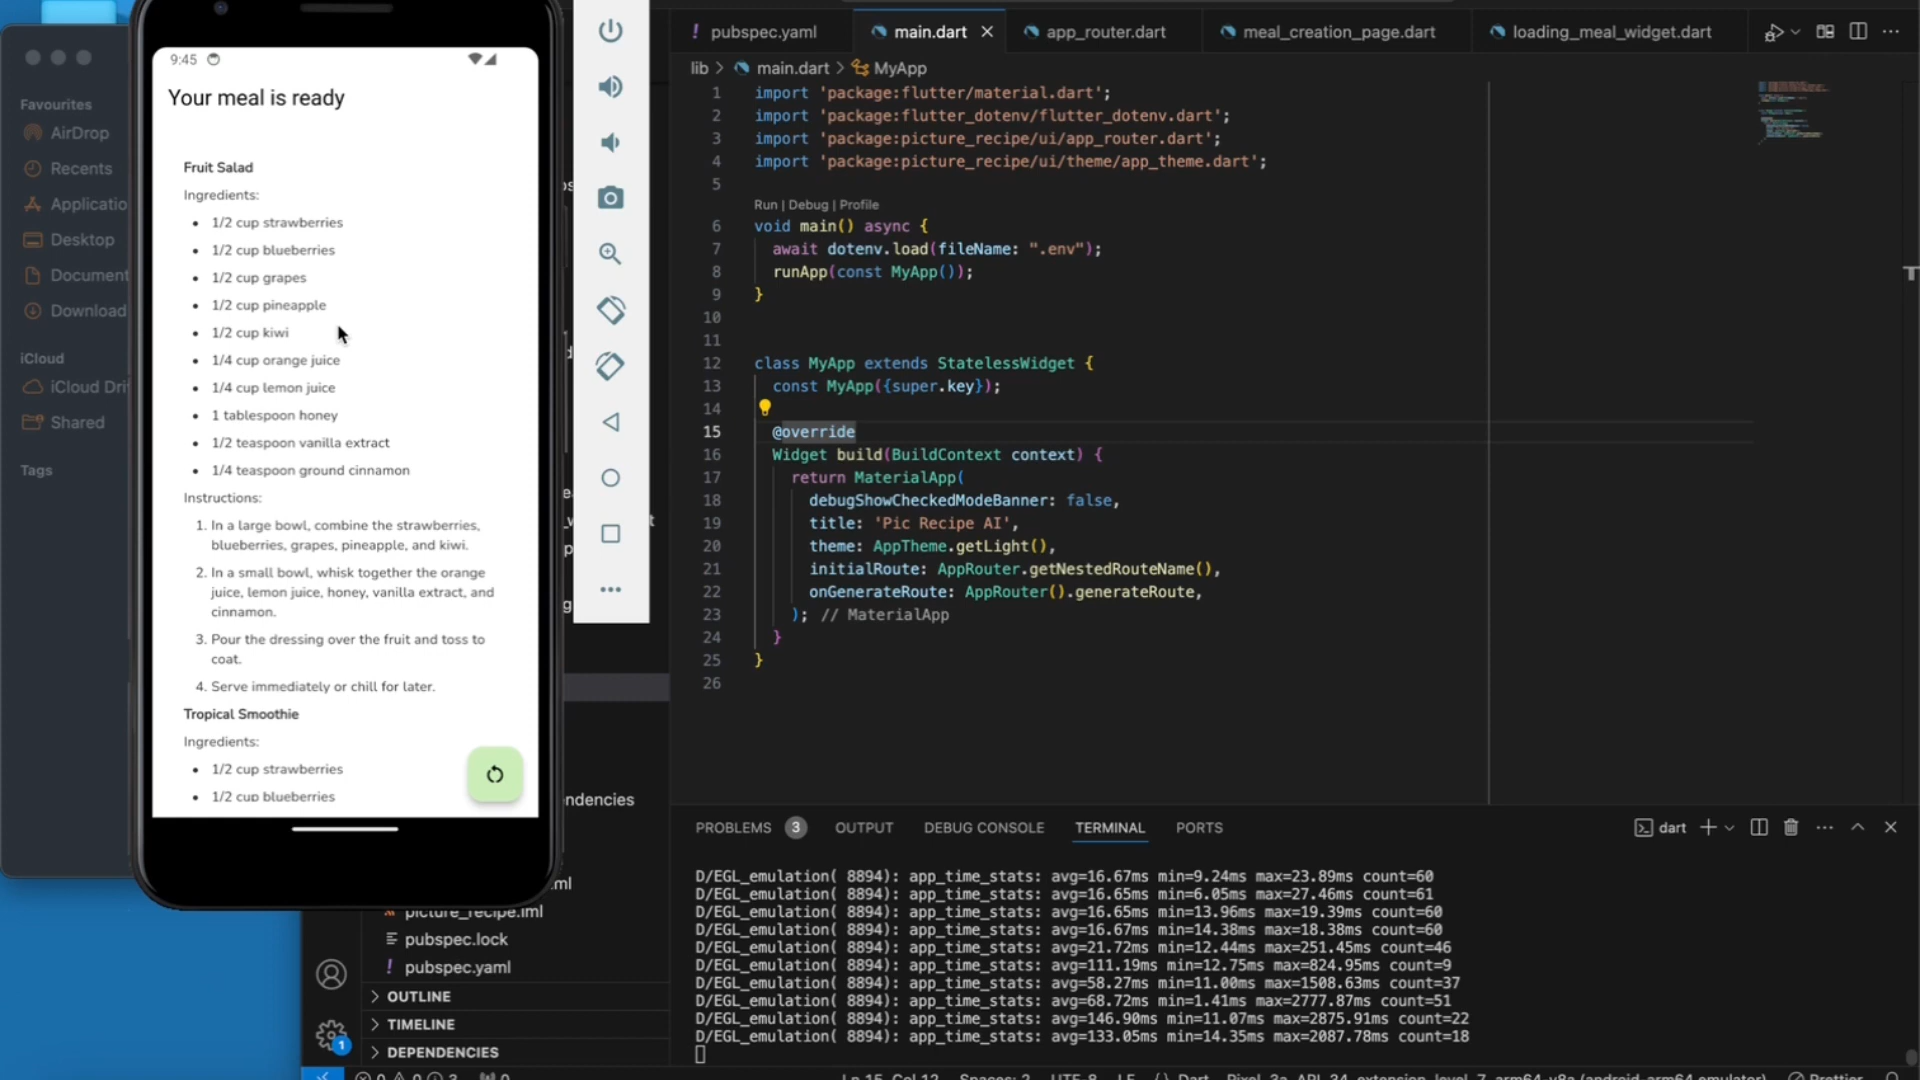 Favourites
AirDrop
Recents
Applicatio
Desktop
Document
Download
iCloud
iCloud Dri
Shared
Tags
9:45
Your meal is ready
Fruit Salad
Ingredients:
• 1/2 cup strawberries
• 1/2 cup blueberries
• 1/2 cup grapes
• 1/2 cup pineapple
• 1/2 cup kiwi
• 1/4 cup orange juice
• 1/4 cup lemon juice
• 1 tablespoon honey
• 1/2 teaspoon vanilla extract
• 1/4 teaspoon ground cinnamon
Instructions:
1. In a large bowl, combine the strawberries,
blueberries, grapes, pineapple, and kiwi.
2. In a small bowl, whisk together the orange
juice, lemon juice, honey, vanilla extract, and
cinnamon.
3. Pour the dressing over the fruit and toss to
coat.
4. Serve immediately or chill for later.
Tropical Smoothie
Ingredients:
• 1/2 cup strawberries
• 1/2 cup blueberries
ndencies
picture_recipe.iml
pubspec.lock
! pubspec.yaml
> OUTLINE
> TIMELINE
> DEPENDENCIES
1
! pubspec.yaml
main.dart
app_router.dart
meal_creation_page.dart
loading_meal_widget.dart
lib > main.dart > MyApp
1 import 'package:flutter/material.dart';
2 import 'package:flutter_dotenv/flutter_dotenv.dart';
3 import 'package:picture_recipe/ui/app_router.dart';
4 import 'package:picture_recipe/ui/theme/app_theme.dart';
5
Run | Debug | Profile
6 void main() async {
7 await dotenv.load(fileName: ".env");
8 runApp(const MyApp());
9 }
10
11
12 class MyApp extends StatelessWidget {
13 const MyApp({super.key});
14
15 @override
16 Widget build(BuildContext context) {
17 return MaterialApp(
18 debugShowCheckedModeBanner: false,
19 title: 'Pic Recipe AI',
20 theme: AppTheme.getLight(),
21 initialRoute: AppRouter.getNestedRouteName(),
22 onGenerateRoute: AppRouter().generateRoute,
23 ); // MaterialApp
24 }
25 }
26
PROBLEMS 3 OUTPUT DEBUG CONSOLE TERMINAL PORTS
dart
D/EGL_emulation( 8894): app_time_stats: avg=16.67ms min=9.24ms max=23.89ms count=60
D/EGL_emulation( 8894): app_time_stats: avg=16.65ms min=6.05ms max=27.46ms count=61
D/EGL_emulation( 8894): app_time_stats: avg=16.65ms min=13.96ms max=19.39ms count=60
D/EGL_emulation( 8894): app_time_stats: avg=16.67ms min=14.38ms max=18.38ms count=60
D/EGL_emulation( 8894): app_time_stats: avg=21.72ms min=12.44ms max=251.45ms count=46
D/EGL_emulation( 8894): app_time_stats: avg=111.19ms min=12.75ms max=824.95ms count=9
D/EGL_emulation( 8894): app_time_stats: avg=58.27ms min=11.00ms max=1508.63ms count=37
D/EGL_emulation( 8894): app_time_stats: avg=68.72ms min=1.41ms max=2777.87ms count=51
D/EGL_emulation( 8894): app_time_stats: avg=146.90ms min=11.07ms max=2875.91ms count=22
D/EGL_emulation( 8894): app_time_stats: avg=133.05ms min=14.35ms max=2087.78ms count=18